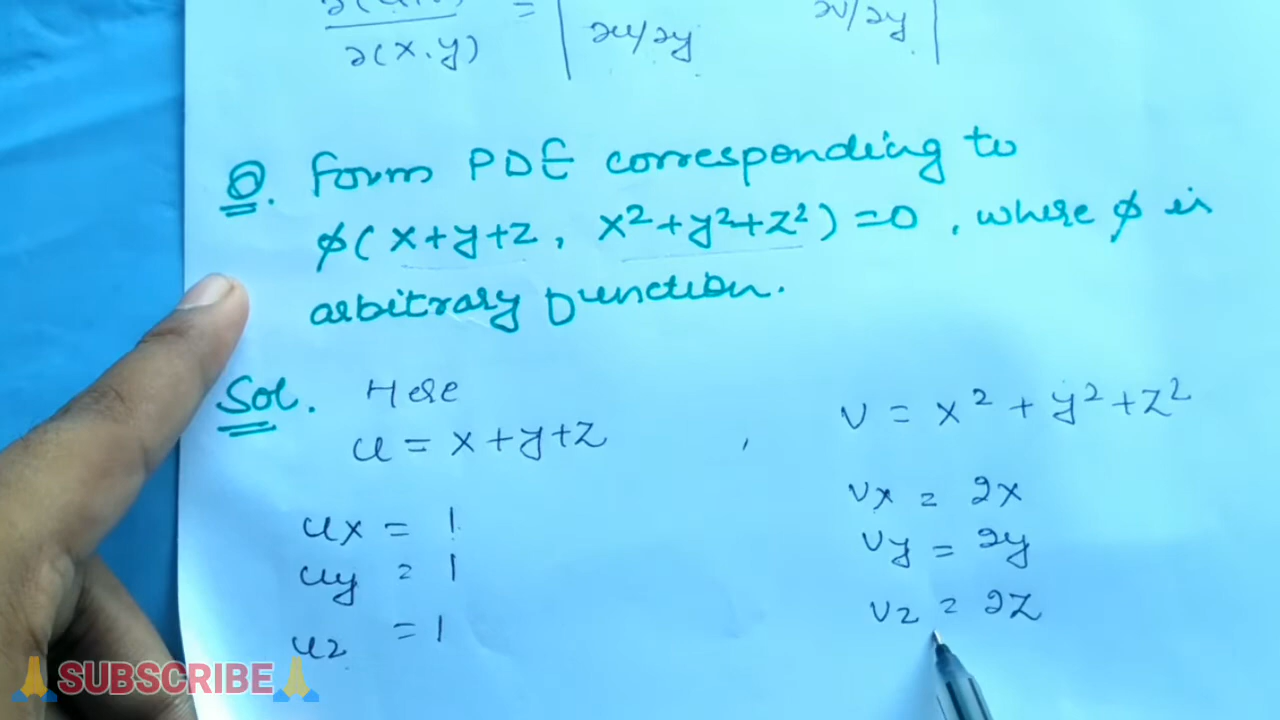 ∂(x.y) = | ∂u/∂y ∂v/∂y |
Q. Form PDE corresponding to
ϕ(x+y+z, x²+y²+z²)=0, where ϕ is
arbitrary function.
Sol. Here
u = x+y+z , v = x² + y² + z²
ux = 1 vx = 2x
uy = 1 vy = 2y
uz = 1 vz = 2z
🙏SUBSCRIBE🙏